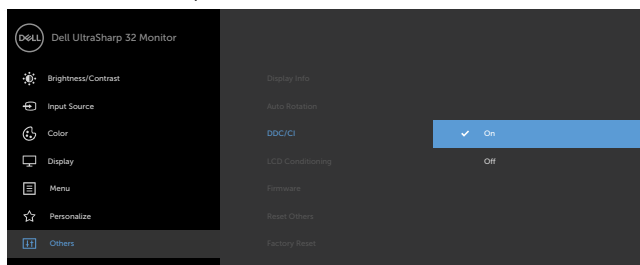 DELL Dell UltraSharp 32 Monitor
Brightness/Contrast Display Info
Input Source Auto Rotation
Color DDC/CI On
Display LCD Conditioning Off
Menu Firmware
Personalize Reset Others
Others Factory Reset